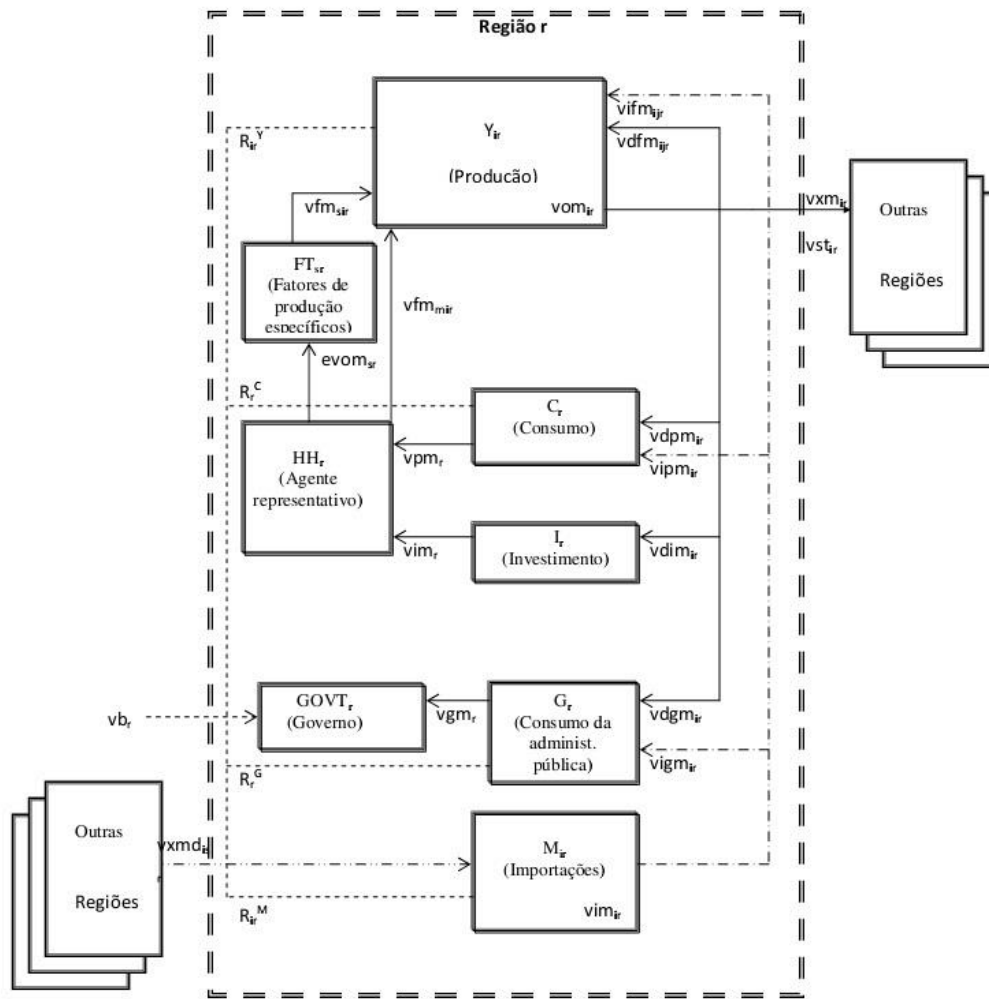 Região r
Y_ir
(Producão)
vom_ir
R_ir^Y
vifm_ijr
vdfm_ijr
vxm_ir
vst_ir
Outras
Regiões
vfm_sir
FT_sr
(Fatores de
produção
específicos)
vfm_mir
evom_sr
R_r^C
C_r
(Consumo)
vdpm_ir
vipm_ir
vpm_r
HH_r
(Agente
representativo)
I_r
(Investimento)
vim_r
vdim_ir
GOVT_r
(Governo)
vb_r
vgm_r
G_r
(Consumo da
administ.
pública)
vdgm_ir
vigm_ir
R_r^G
Outras
Regiões
vxmd_is
r
M_ir
(Importações)
vim_ir
R_ir^M